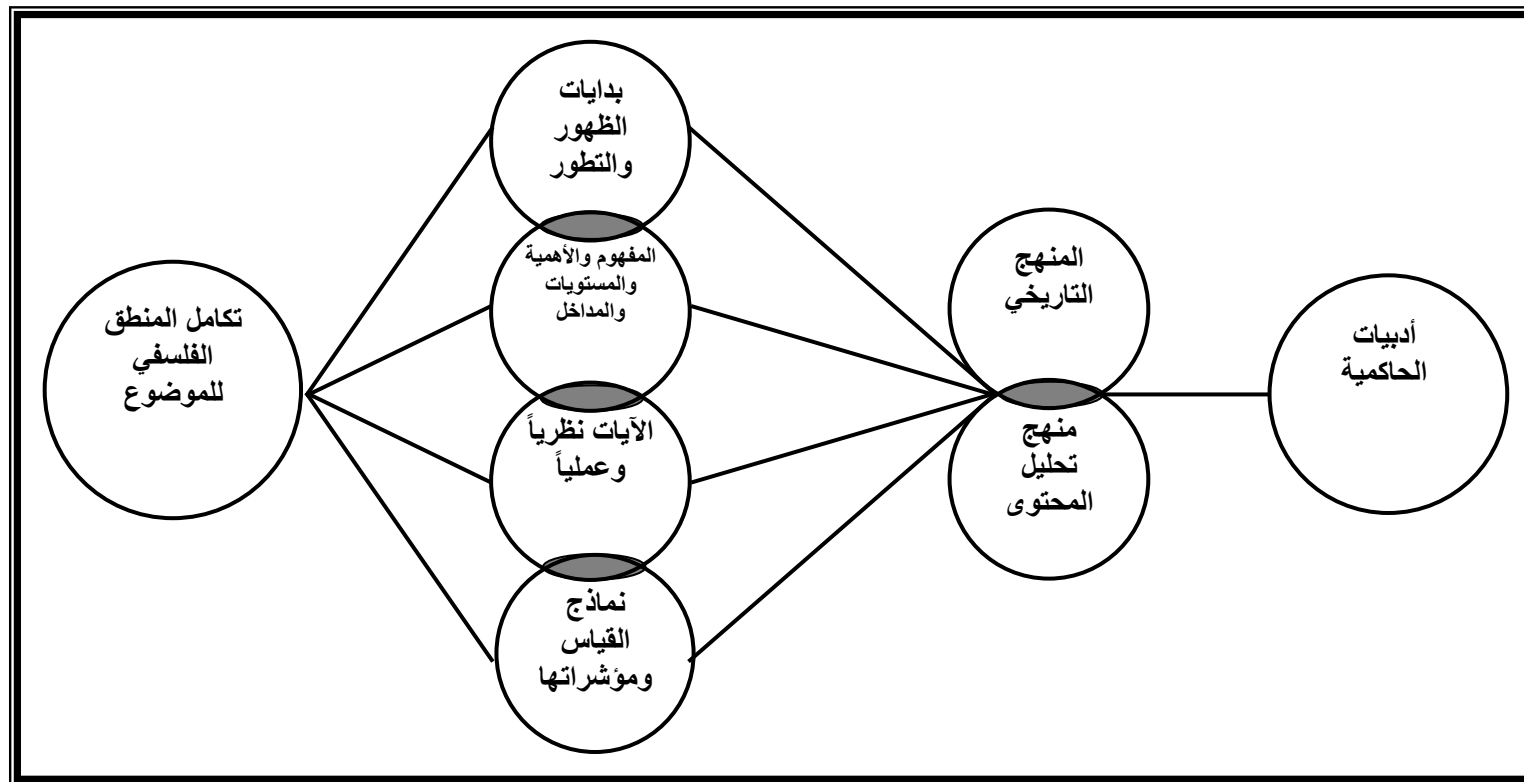 أدبيات
الحاكمية
المنهج
التاريخي
منهج
تحليل
المحتوى
بدايات
الظهور
والتطور
المفهوم والأهمية
والمستويات
والمداخل
الآيات نظرياً
وعملياً
نماذج
القياس
ومؤشراتها
تكامل المنطق
الفلسفي
للموضوع